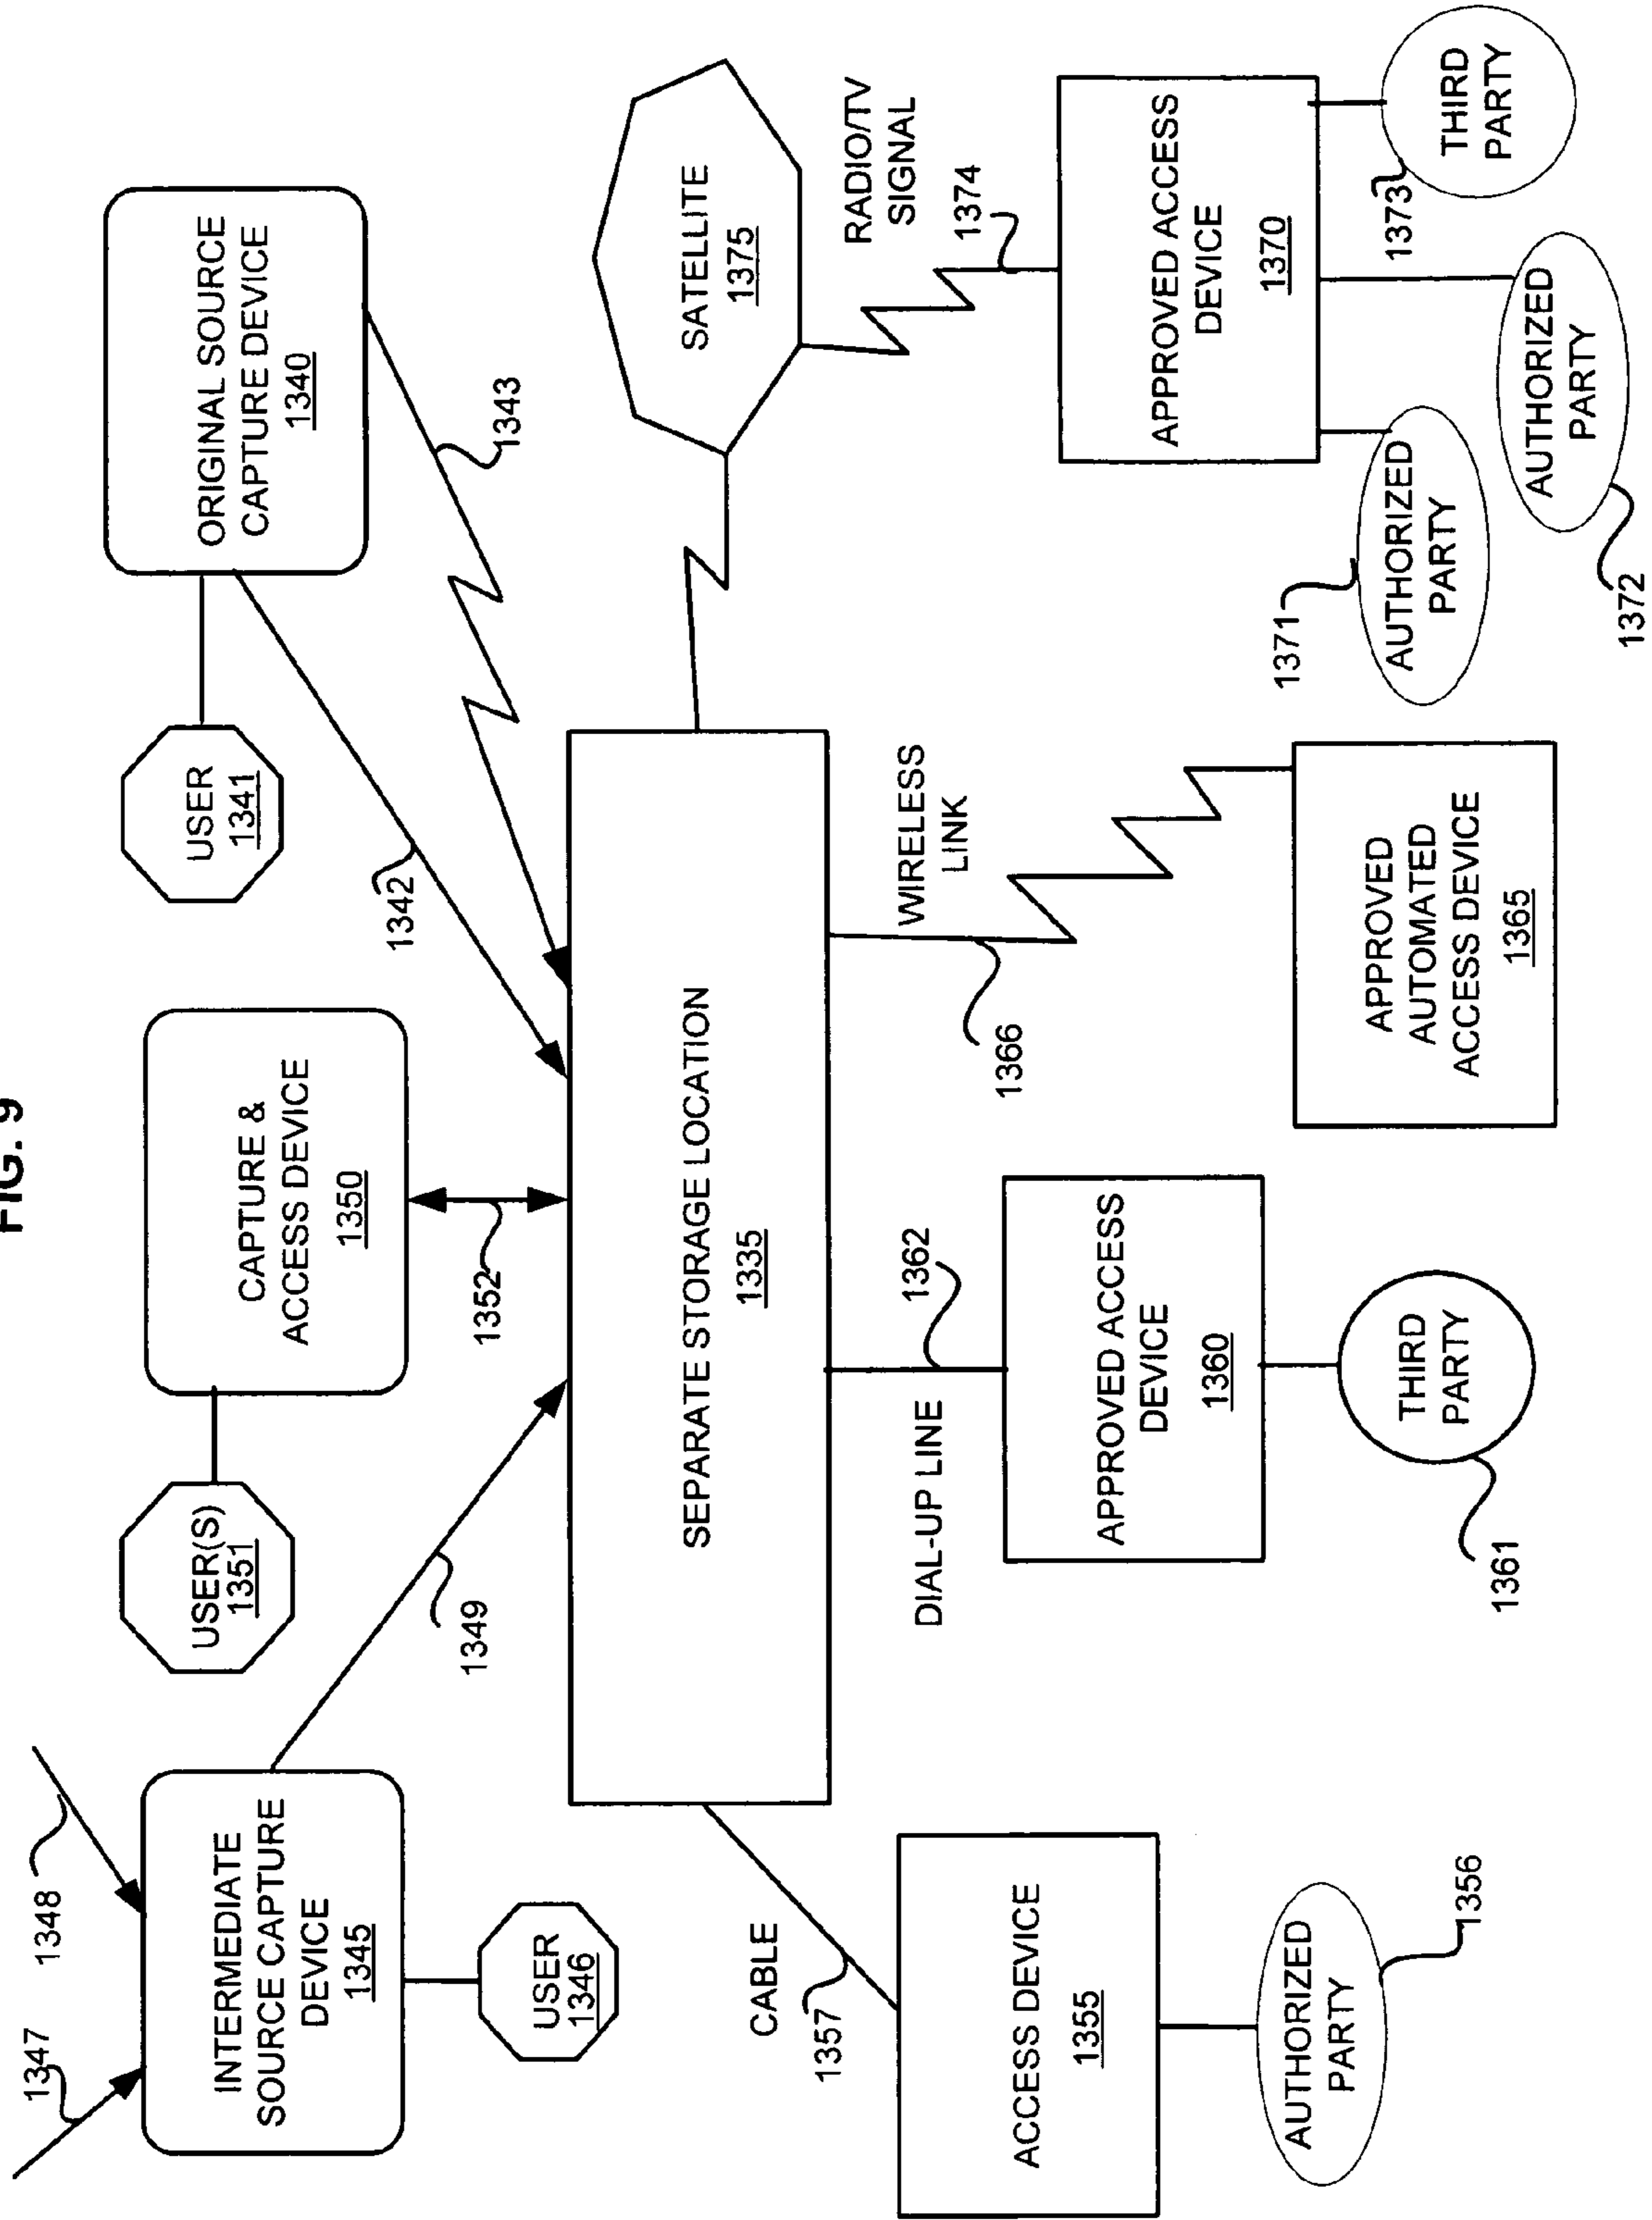 FIG. 9
1347
1348
INTERMEDIATE
SOURCE CAPTURE
DEVICE
1345
USER
1346
1349
USER(S)
1351
CAPTURE &
ACCESS DEVICE
1350
1352
USER
1341
ORIGINAL SOURCE
CAPTURE DEVICE
1340
1342
1343
SEPARATE STORAGE LOCATION
1335
SATELLITE
1375
CABLE
1357
ACCESS DEVICE
1355
AUTHORIZED
PARTY
1356
DIAL-UP LINE
1362
APPROVED ACCESS
DEVICE
1360
THIRD
PARTY
1361
WIRELESS
LINK
1366
APPROVED
AUTOMATED
ACCESS DEVICE
1365
RADIO/TV
SIGNAL
1374
APPROVED ACCESS
DEVICE
1370
1371
AUTHORIZED
PARTY
AUTHORIZED
PARTY
1372
1373
THIRD
PARTY